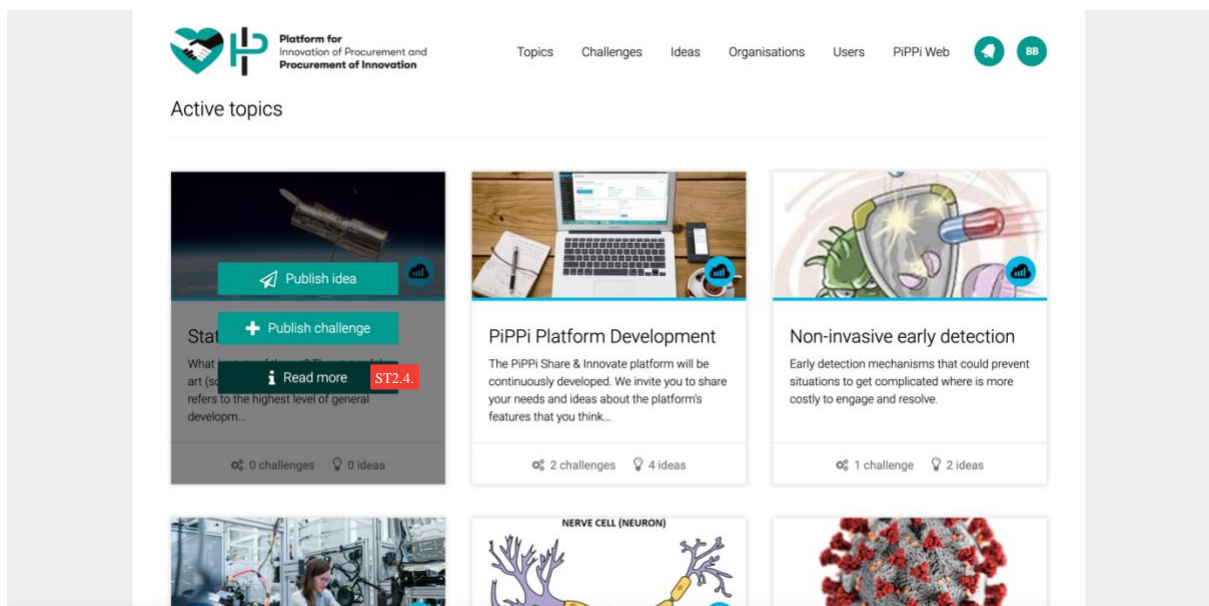 Platform for
Innovation of Procurement and
Procurement of Innovation
Topics Challenges Ideas Organisations Users PiPPi Web BB
Active topics
Publish idea
Publish challenge
Stat
What
art (sc
Read more ST2.4.
refers to the highest level of general
developm...
0 challenges 0 ideas
PiPPi Platform Development
The PiPPi Share & Innovate platform will be
continuously developed. We invite you to share
your needs and ideas about the platform's
features that you think...
2 challenges 4 ideas
Non-invasive early detection
Early detection mechanisms that could prevent
situations to get complicated where is more
costly to engage and resolve.
1 challenge 2 ideas
NERVE CELL (NEURON)